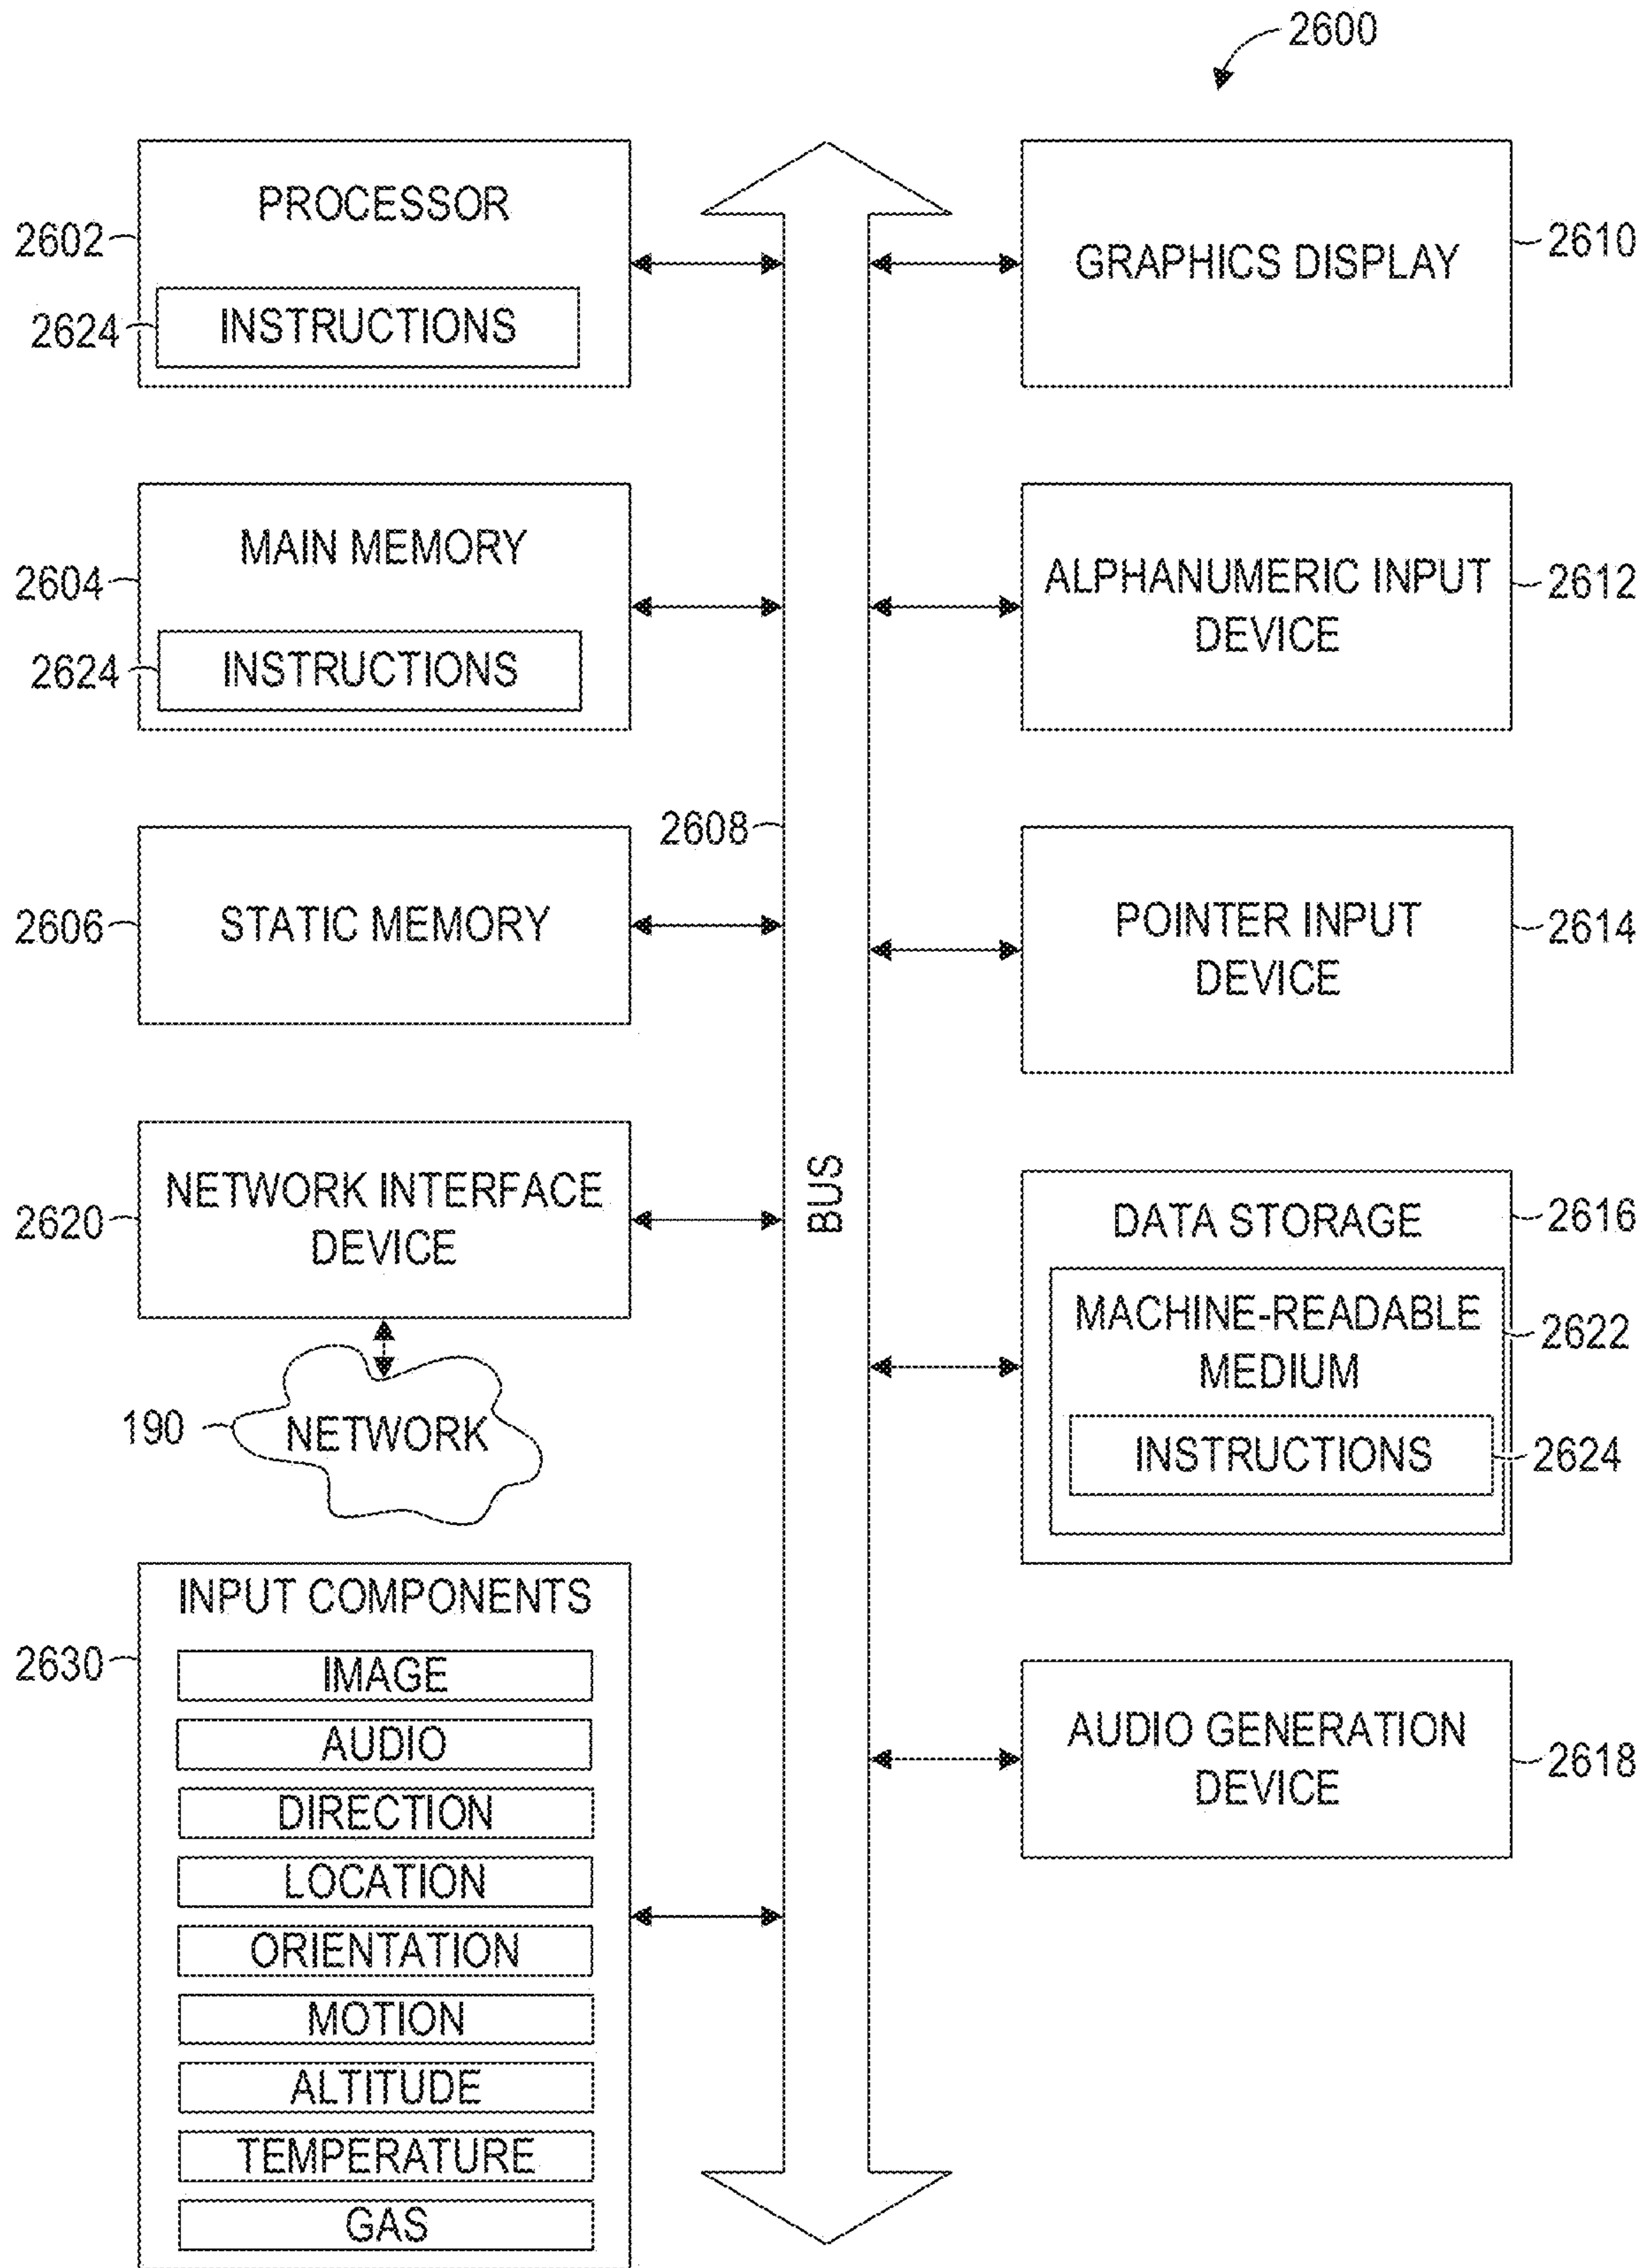 2600
PROCESSOR
2602
INSTRUCTIONS
2624
MAIN MEMORY
2604
INSTRUCTIONS
2624
STATIC MEMORY
2606
2608
BUS
NETWORK INTERFACE
DEVICE
2620
NETWORK
190
INPUT COMPONENTS
2630
IMAGE
AUDIO
DIRECTION
LOCATION
ORIENTATION
MOTION
ALTITUDE
TEMPERATURE
GAS
GRAPHICS DISPLAY
2610
ALPHANUMERIC INPUT
DEVICE
2612
POINTER INPUT
DEVICE
2614
DATA STORAGE
2616
MACHINE-READABLE
MEDIUM
2622
INSTRUCTIONS
2624
AUDIO GENERATION
DEVICE
2618